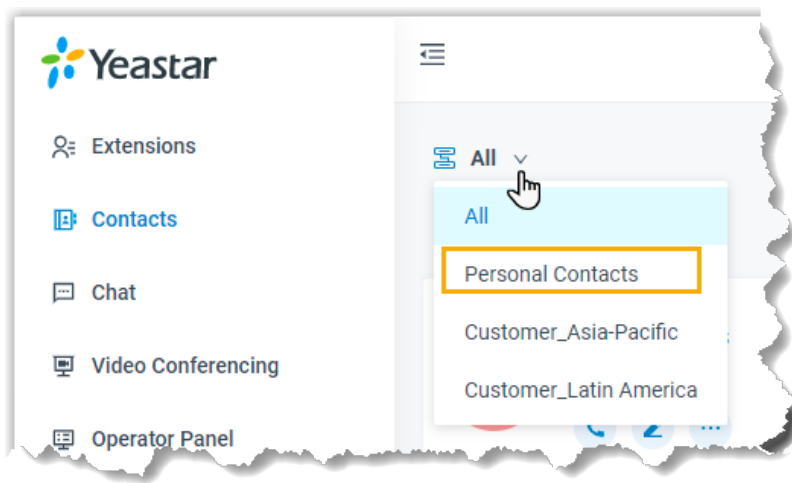 Yeastar
Extensions
Contacts
Chat
Video Conferencing
Operator Panel
All
All
Personal Contacts
Customer_Asia-Pacific
Customer_Latin America